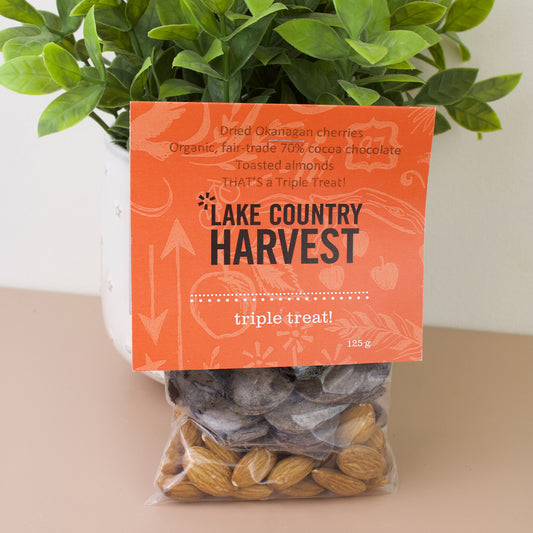 Dried Okanagan cherries
Organic, fair-trade 70% cocoa chocolate
Toasted almonds
THAT'S a Triple Treat!
LAKE COUNTRY
HARVEST
triple treat!
125 g